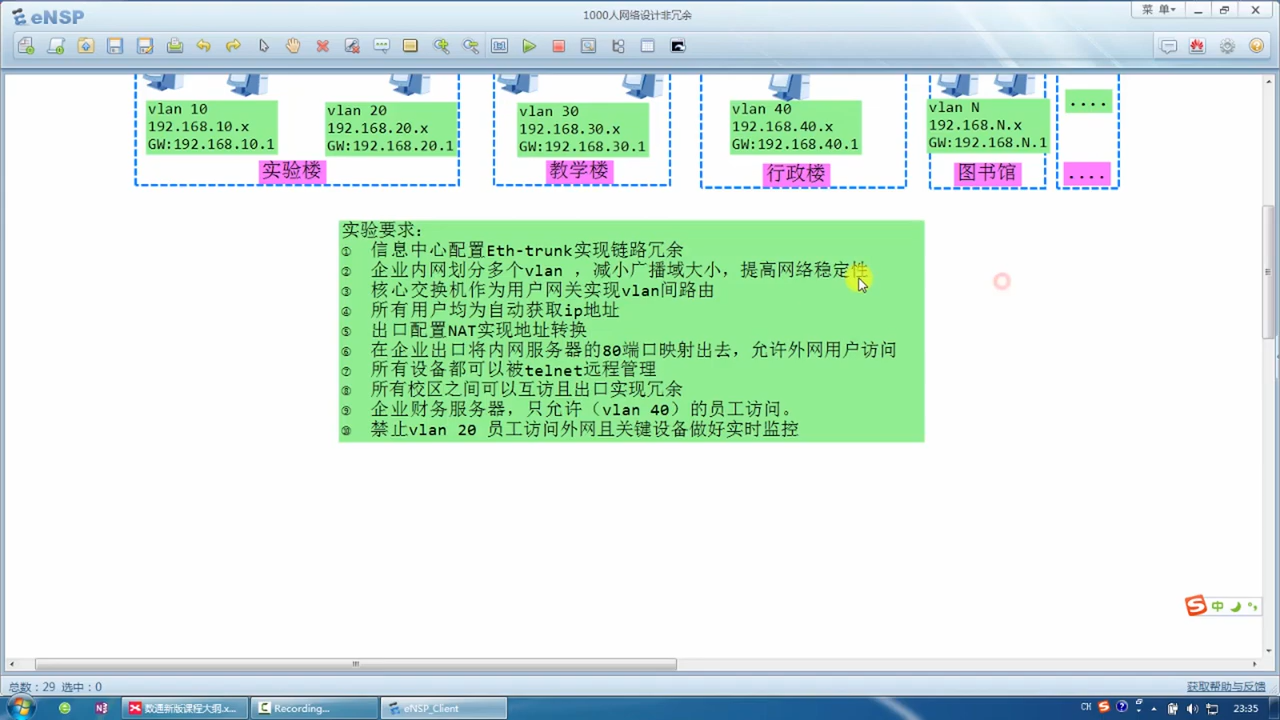 eNSP
1000人网络设计非冗余
菜 单
vlan 10
192.168.10.x
GW:192.168.10.1
vlan 20
192.168.20.x
GW:192.168.20.1
实验楼
vlan 30
192.168.30.x
GW:192.168.30.1
教学楼
vlan 40
192.168.40.x
GW:192.168.40.1
行政楼
vlan N
192.168.N.x
GW:192.168.N.1
图书馆
....
....
实验要求:
① 信息中心配置Eth-trunk实现链路冗余
② 企业内网划分多个vlan ，减小广播域大小，提高网络稳定性
③ 核心交换机作为用户网关实现vlan间路由
④ 所有用户均为自动获取ip地址
⑤ 出口配置NAT实现地址转换
⑥ 在企业出口将内网服务器的80端口映射出去，允许外网用户访问
⑦ 所有设备都可以被telnet远程管理
⑧ 所有校区之间可以互访且出口实现冗余
⑨ 企业财务服务器，只允许（vlan 40）的员工访问。
⑩ 禁止vlan 20 员工访问外网且关键设备做好实时监控
中
总数：29 选中：0
获取帮助与反馈
数通新版课程大纲.x...
Recording...
eNSP_Client
CH
23:35